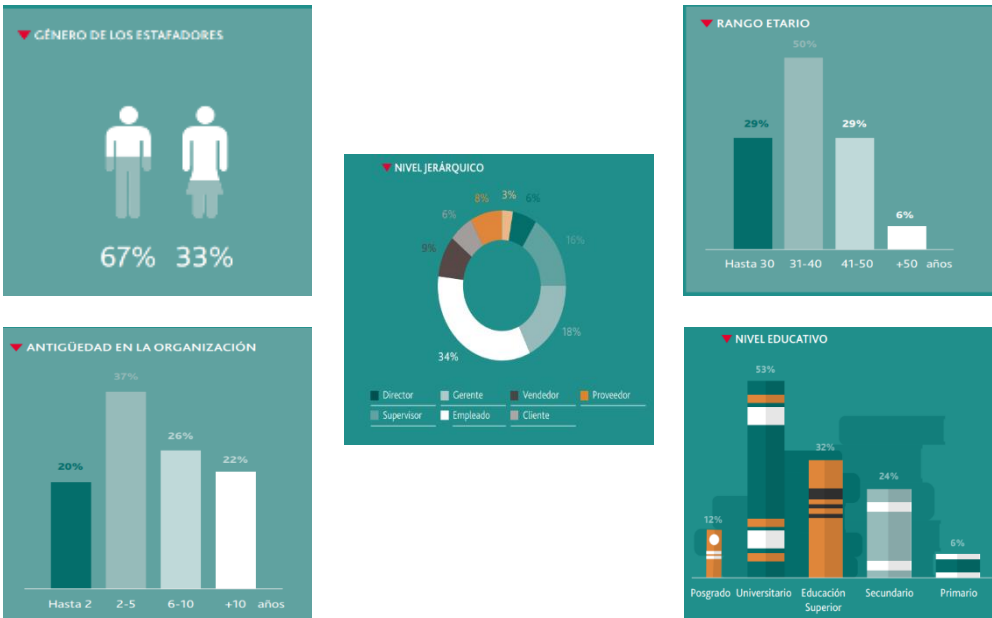 GÉNERO DE LOS ESTAFADORES
67% 33%
ANTIGÜEDAD EN LA ORGANIZACIÓN
37%
26%
22%
20%
Hasta 2 2-5 6-10 +10 años
NIVEL JERÁRQUICO
8% 3% 6%
6%
16%
9%
18%
34%
Director Gerente Vendedor Proveedor
Supervisor Empleado Cliente
RANGO ETARIO
50%
29% 29%
6%
Hasta 30 31-40 41-50 +50 años
NIVEL EDUCATIVO
53%
32%
24%
12%
6%
Posgrado Universitario Educación Secundario Primario
Superior